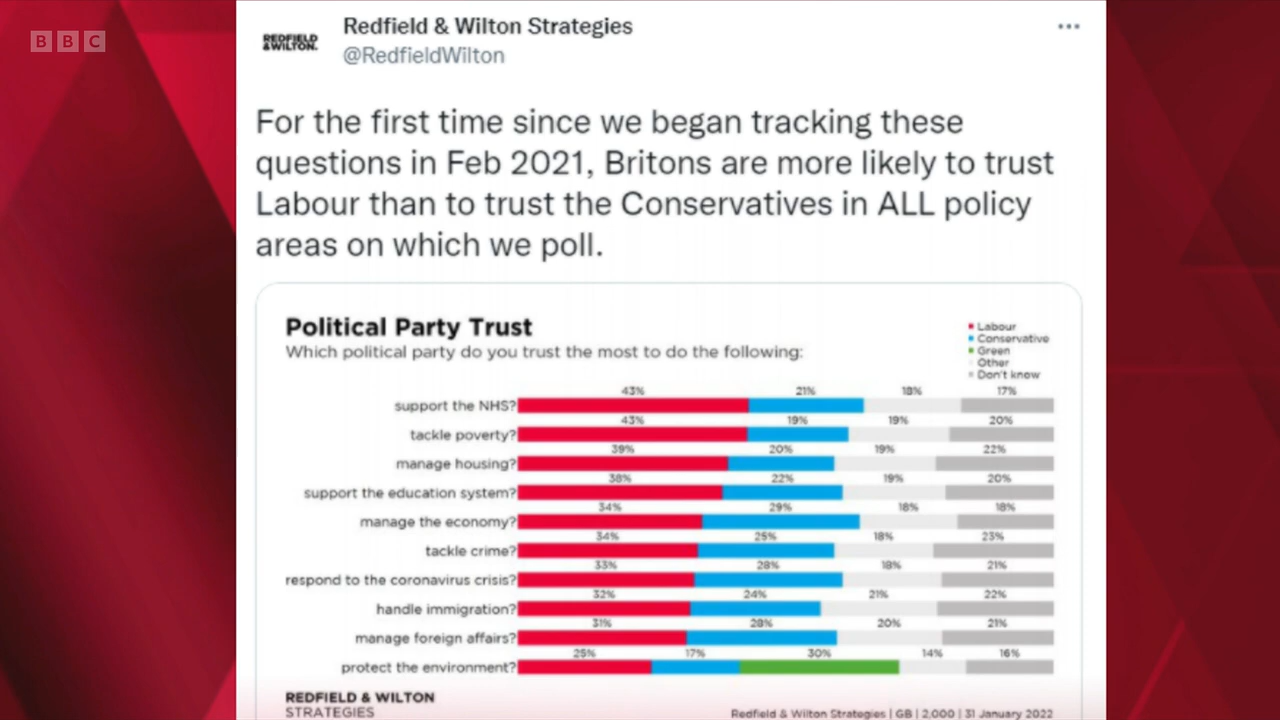 BBC
REDFIELD
&WILTON.
Redfield & Wilton Strategies
@RedfieldWilton
For the first time since we began tracking these
questions in Feb 2021, Britons are more likely to trust
Labour than to trust the Conservatives in ALL policy
areas on which we poll.
Political Party Trust
Which political party do you trust the most to do the following:
Labour
Conservative
Green
Other
Don't know
43% 21% 18% 17%
support the NHS?
43% 19% 19% 20%
tackle poverty?
39% 20% 19% 22%
manage housing?
38% 22% 19% 20%
support the education system?
34% 29% 18% 18%
manage the economy?
34% 25% 18% 23%
tackle crime?
33% 28% 18% 21%
respond to the coronavirus crisis?
32% 24% 21% 22%
handle immigration?
31% 28% 20% 21%
manage foreign affairs?
25% 17% 30% 14% 16%
protect the environment?
REDFIELD & WILTON
STRATEGIES
Redfield & Wilton Strategies | GB | 2,000 | 31 January 2022